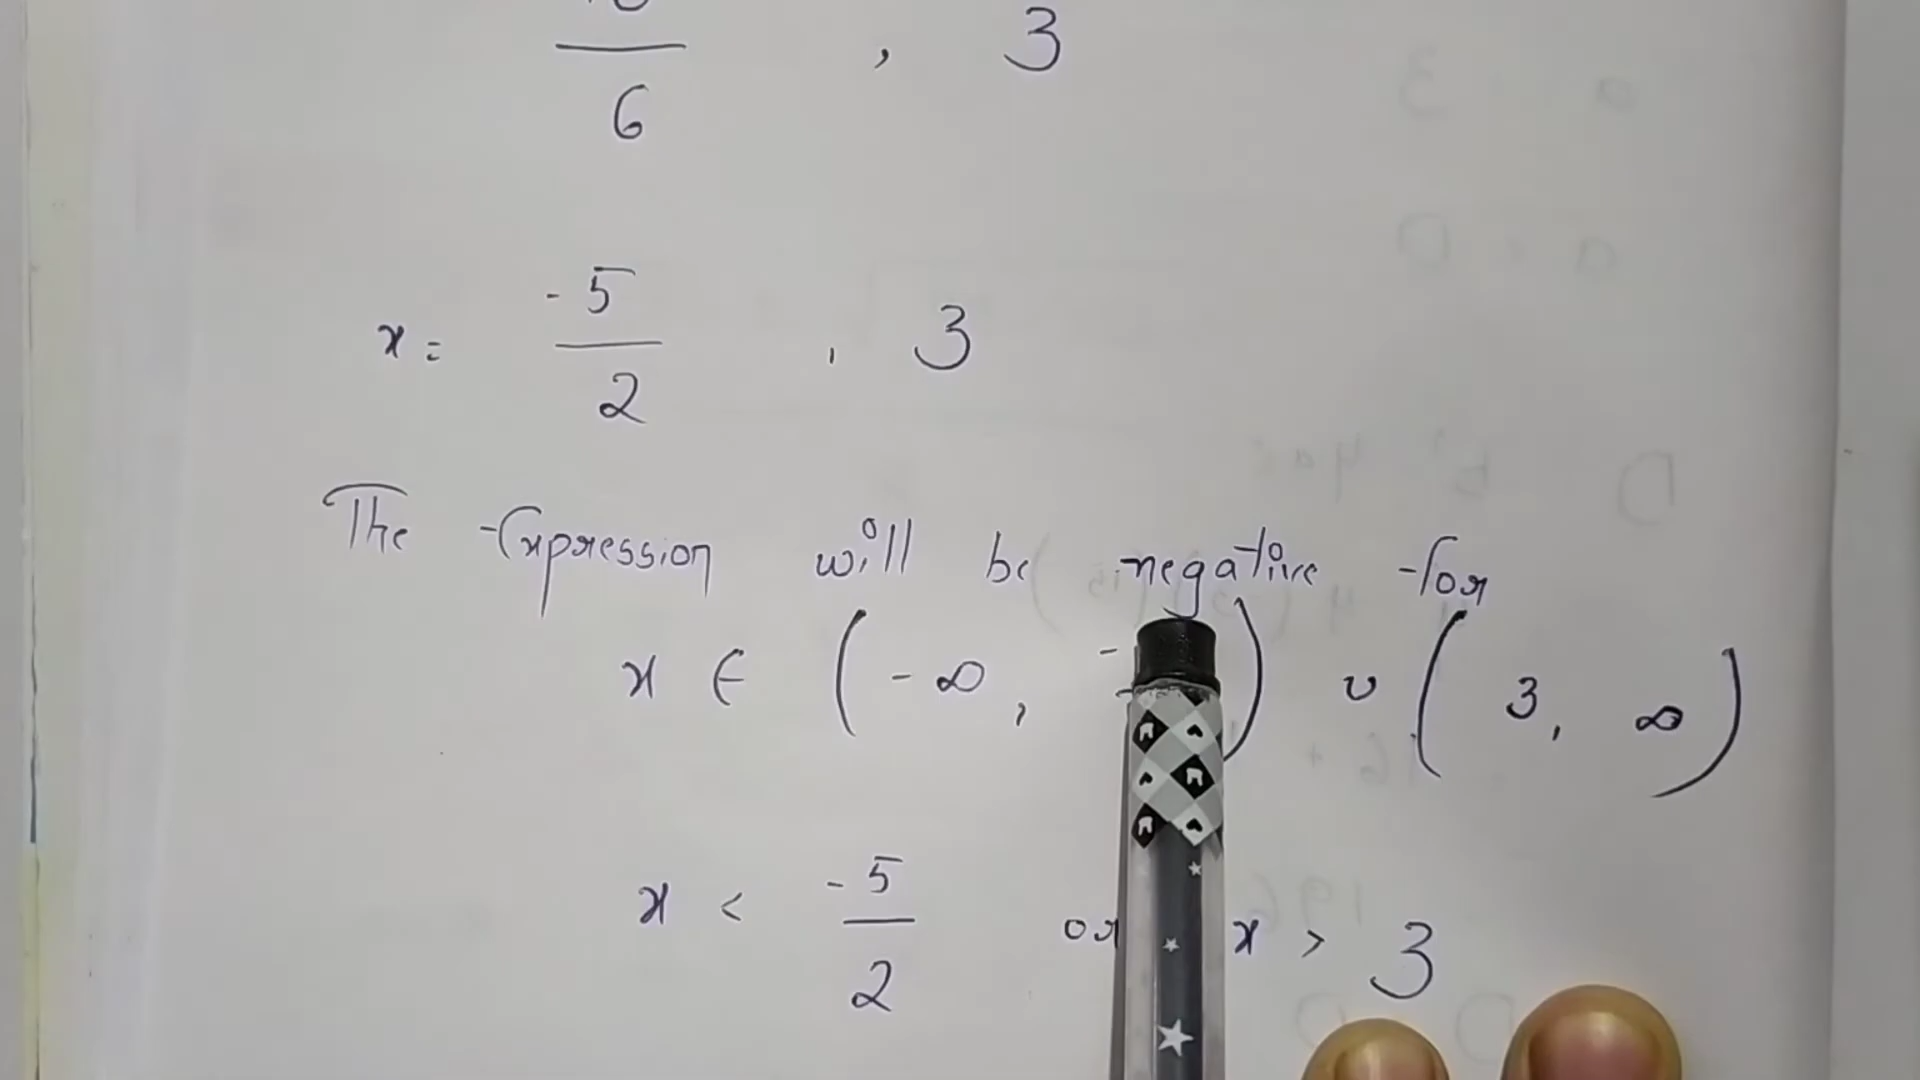 6 , 3
x = -5/2 , 3
The Expression will be negative for
x ∈ (-∞, - ) ∪ (3, ∞)
x < -5/2 or x > 3